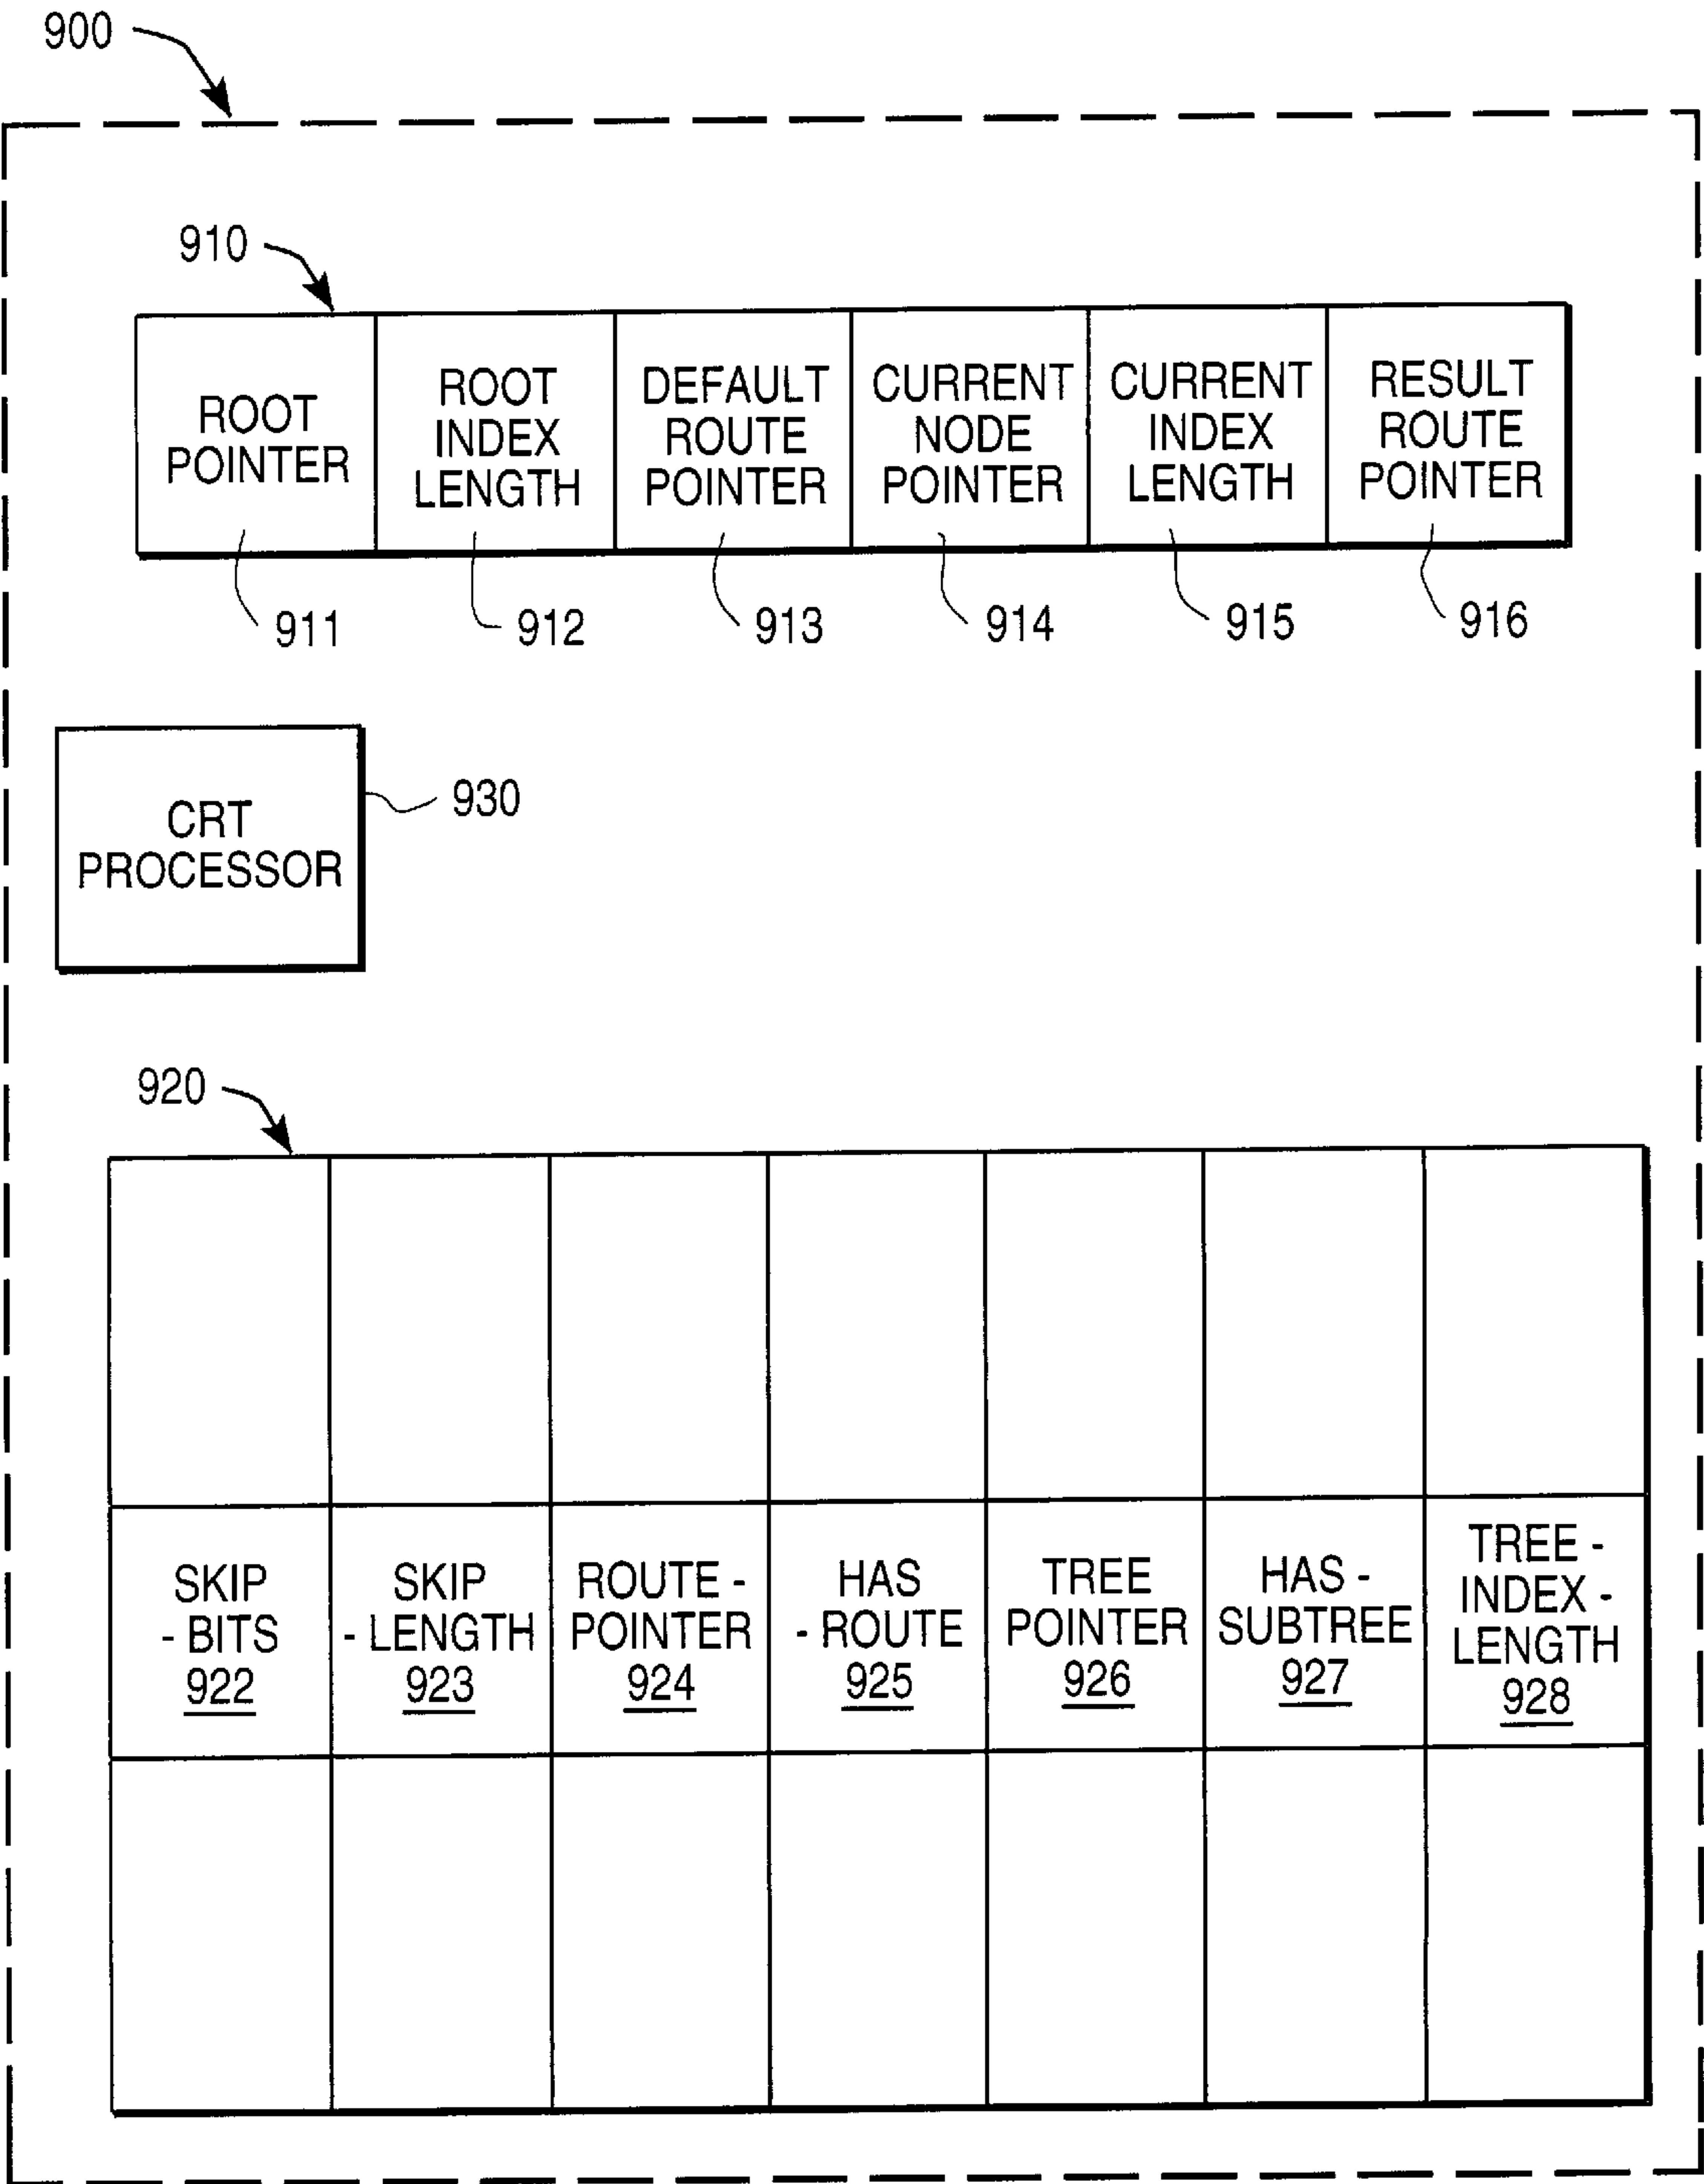 900
910
ROOT
POINTER
ROOT
INDEX
LENGTH
DEFAULT
ROUTE
POINTER
CURRENT
NODE
POINTER
CURRENT
INDEX
LENGTH
RESULT
ROUTE
POINTER
911
912
913
914
915
916
CRT
PROCESSOR
930
920
SKIP
- BITS
922
SKIP
- LENGTH
923
ROUTE -
POINTER
924
HAS
- ROUTE
925
TREE
POINTER
926
HAS -
SUBTREE
927
TREE -
INDEX -
LENGTH
928